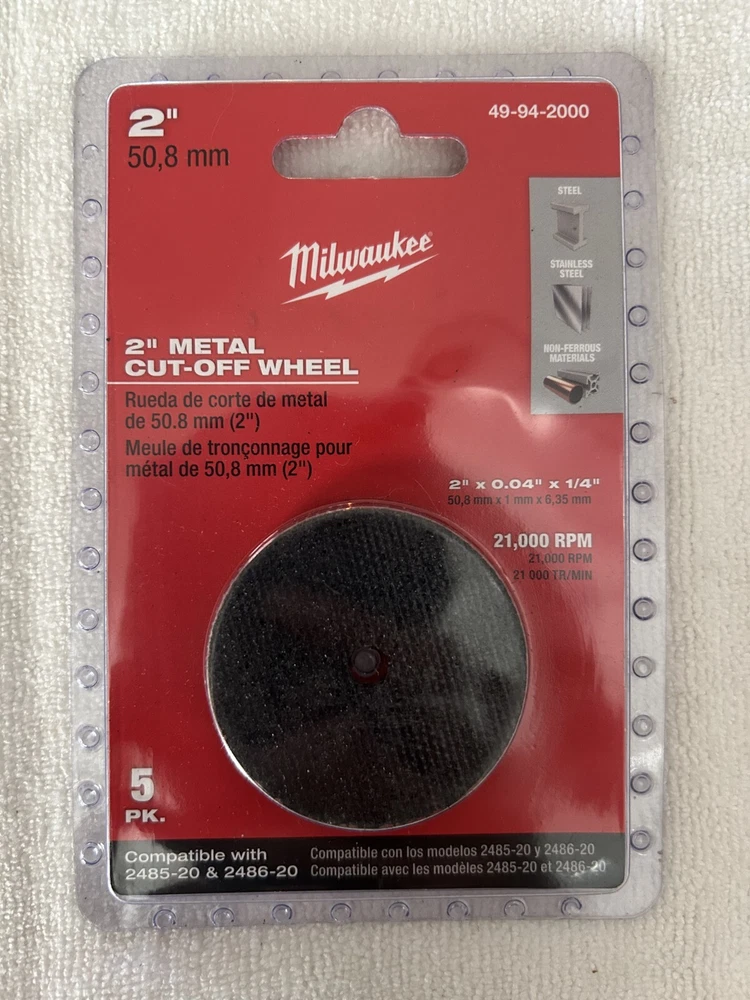 2"
50,8 mm
49-94-2000
STEEL
STAINLESS
STEEL
NON-FERROUS
MATERIALS
Milwaukee
2" METAL
CUT-OFF WHEEL
Rueda de corte de metal
de 50.8 mm (2")
Meule de tronçonnage pour
métal de 50,8 mm (2")
2" x 0.04" x 1/4"
50,8 mm x 1 mm x 6,35 mm
21,000 RPM
21,000 RPM
21 000 TR/MIN
5
PK.
Compatible with
2485-20 & 2486-20
Compatible con los modelos 2485-20 y 2486-20
Compatible avec les modèles 2485-20 et 2486-20